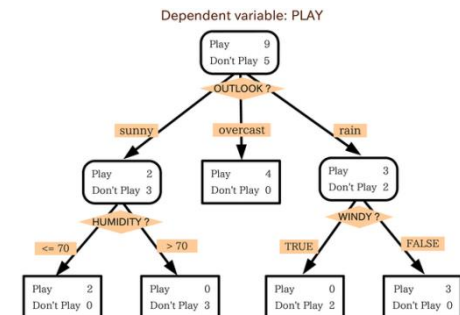 Dependent variable: PLAY
Play 9
Don't Play 5
OUTLOOK ?
sunny
overcast
rain
Play 2
Don't Play 3
Play 4
Don't Play 0
Play 3
Don't Play 2
HUMIDITY ?
WINDY ?
<= 70
> 70
TRUE
FALSE
Play 2
Don't Play 0
Play 0
Don't Play 3
Play 0
Don't Play 2
Play 3
Don't Play 0